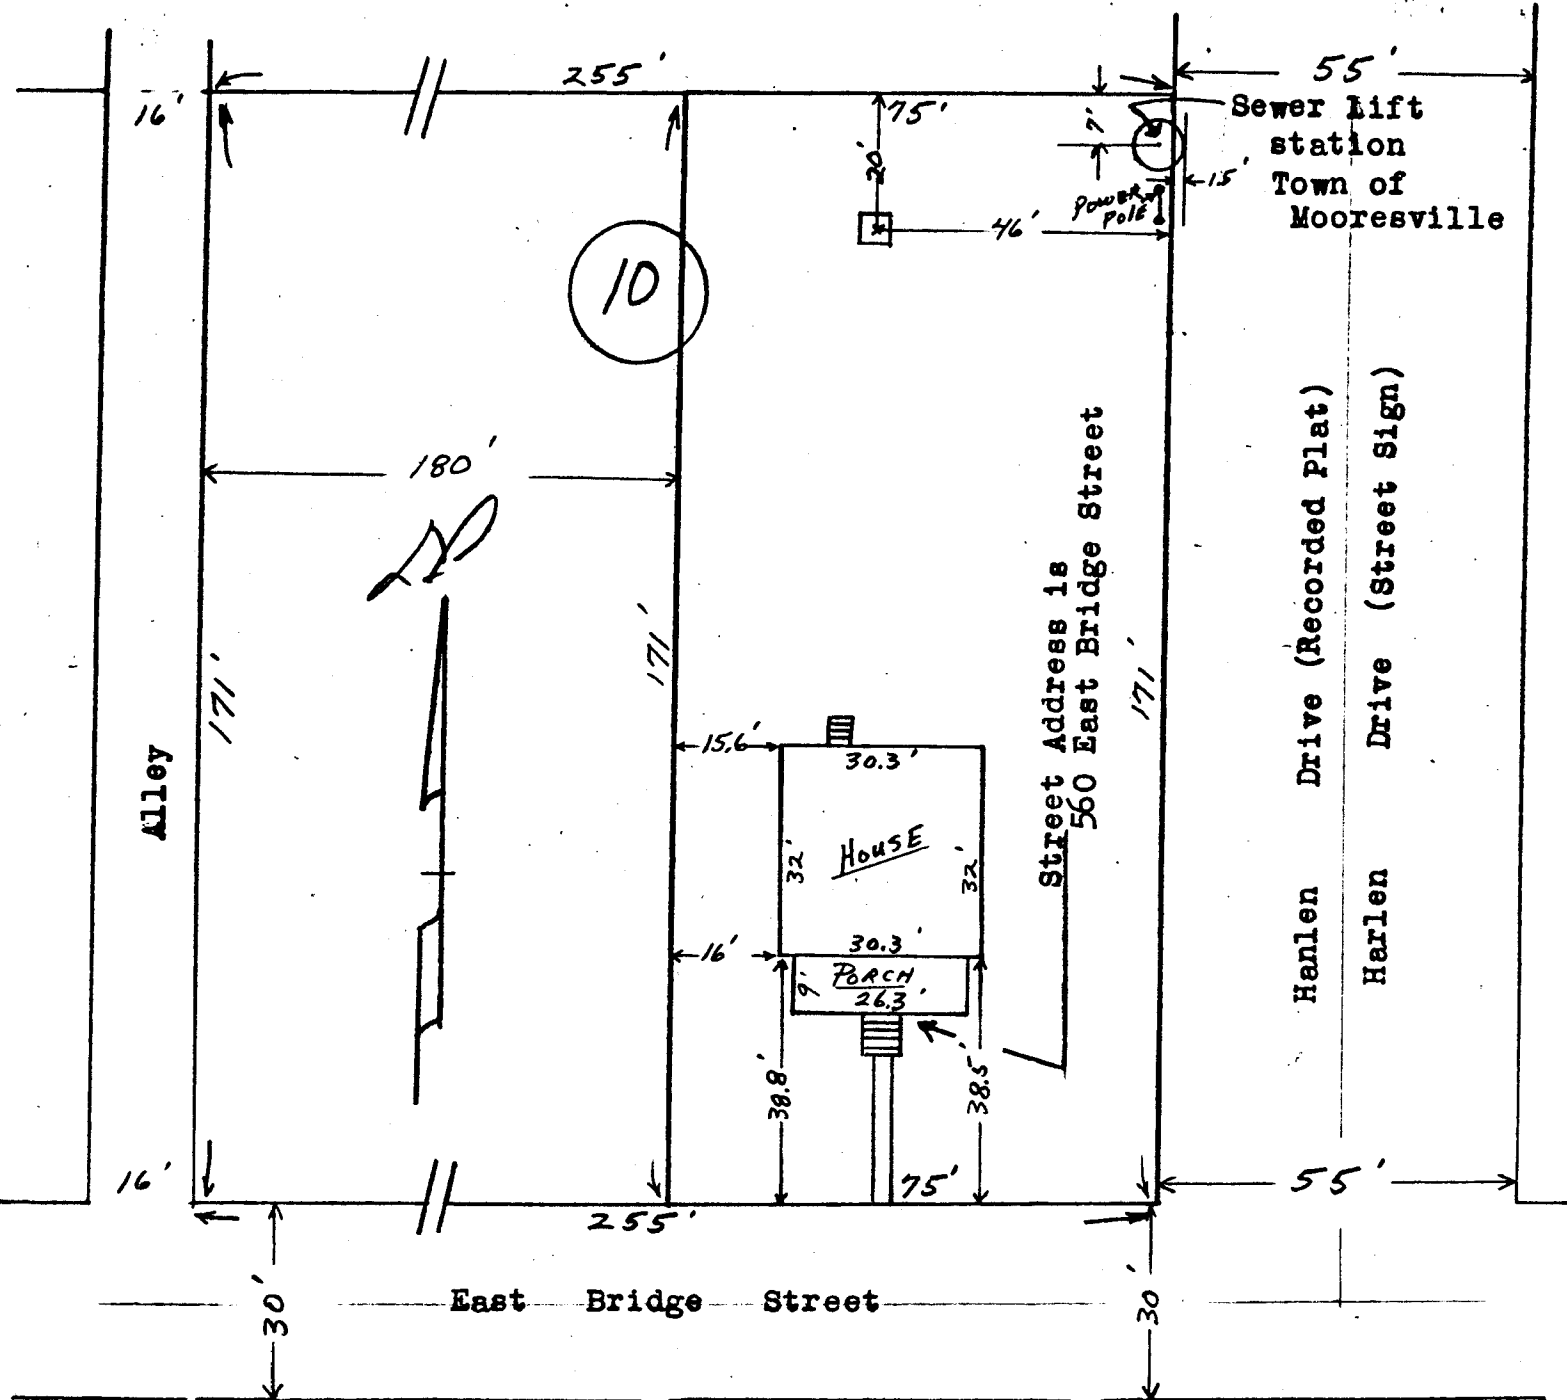 255'
55'
16'
75'
7'
Sewer Lift
station
Town of
Mooresville
20'
15'
Power
Pole
46'
10
180'
171'
171'
171'
Street Address is
560 East Bridge Street
Hanlen Drive (Recorded Plat)
Harlen Drive (Street Sign)
Alley
15.6'
30.3'
32'
House
32'
16'
30.3'
9'
Porch
26.3'
38.8'
38.5'
16'
75'
55'
255'
30'
East Bridge Street
30'